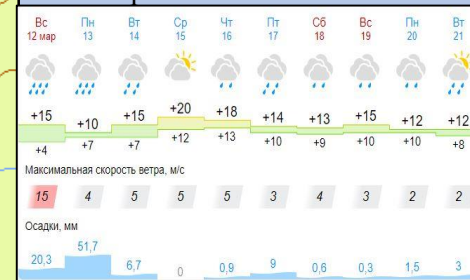 Вс Пн Вт Ср Чт Пт Сб Вс Пн Вт
12 мар 13 14 15 16 17 18 19 20 21
+15 +10 +15 +20 +18 +14 +13 +15 +12 +12
+4 +7 +7 +12 +13 +10 +9 +10 +10 +8
Максимальная скорость ветра, м/с
15 4 5 5 5 3 4 3 2 2
Осадки, мм
20,3 51,7 6,7 0 0,9 9 0,6 0,3 1,5 3